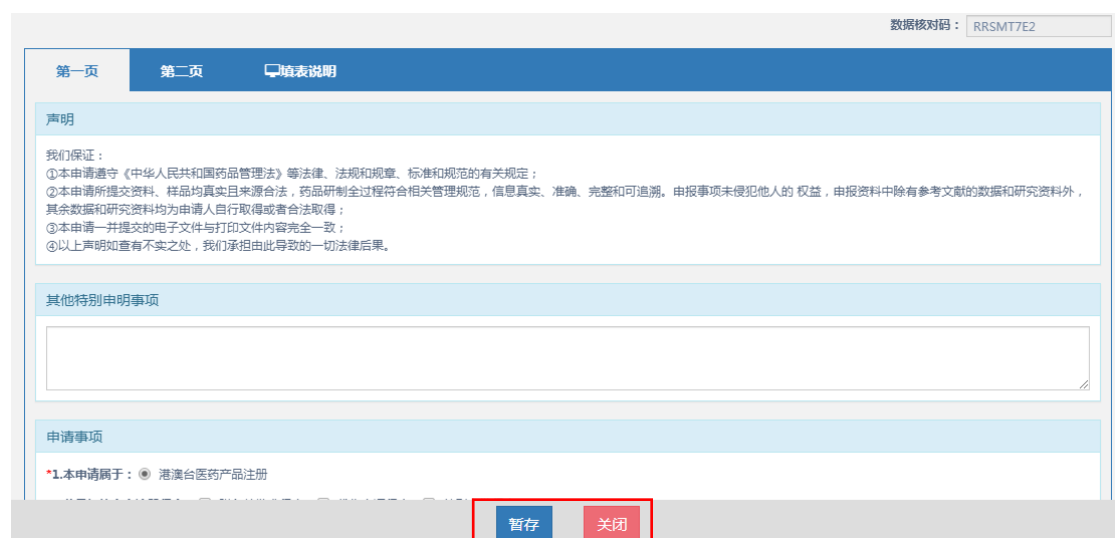 数据核对码： RRSMT7E2
第一页 第二页 填表说明
声明
我们保证：
①本申请遵守《中华人民共和国药品管理法》等法律、法规和规章、标准和规范的有关规定；
②本申请所提交资料、样品均真实且来源合法，药品研制全过程符合相关管理规范，信息真实、准确、完整和可追溯。申报事项未侵犯他人的 权益，申报资料中除有参考文献的数据和研究资料外，
其余数据和研究资料均为申请人自行取得或者合法取得；
③本申请一并提交的电子文件与打印文件内容完全一致；
④以上声明如查有不实之处，我们承担由此导致的一切法律后果。
其他特别申明事项
申请事项
*1.本申请属于： 港澳台医药产品注册
暂存 关闭